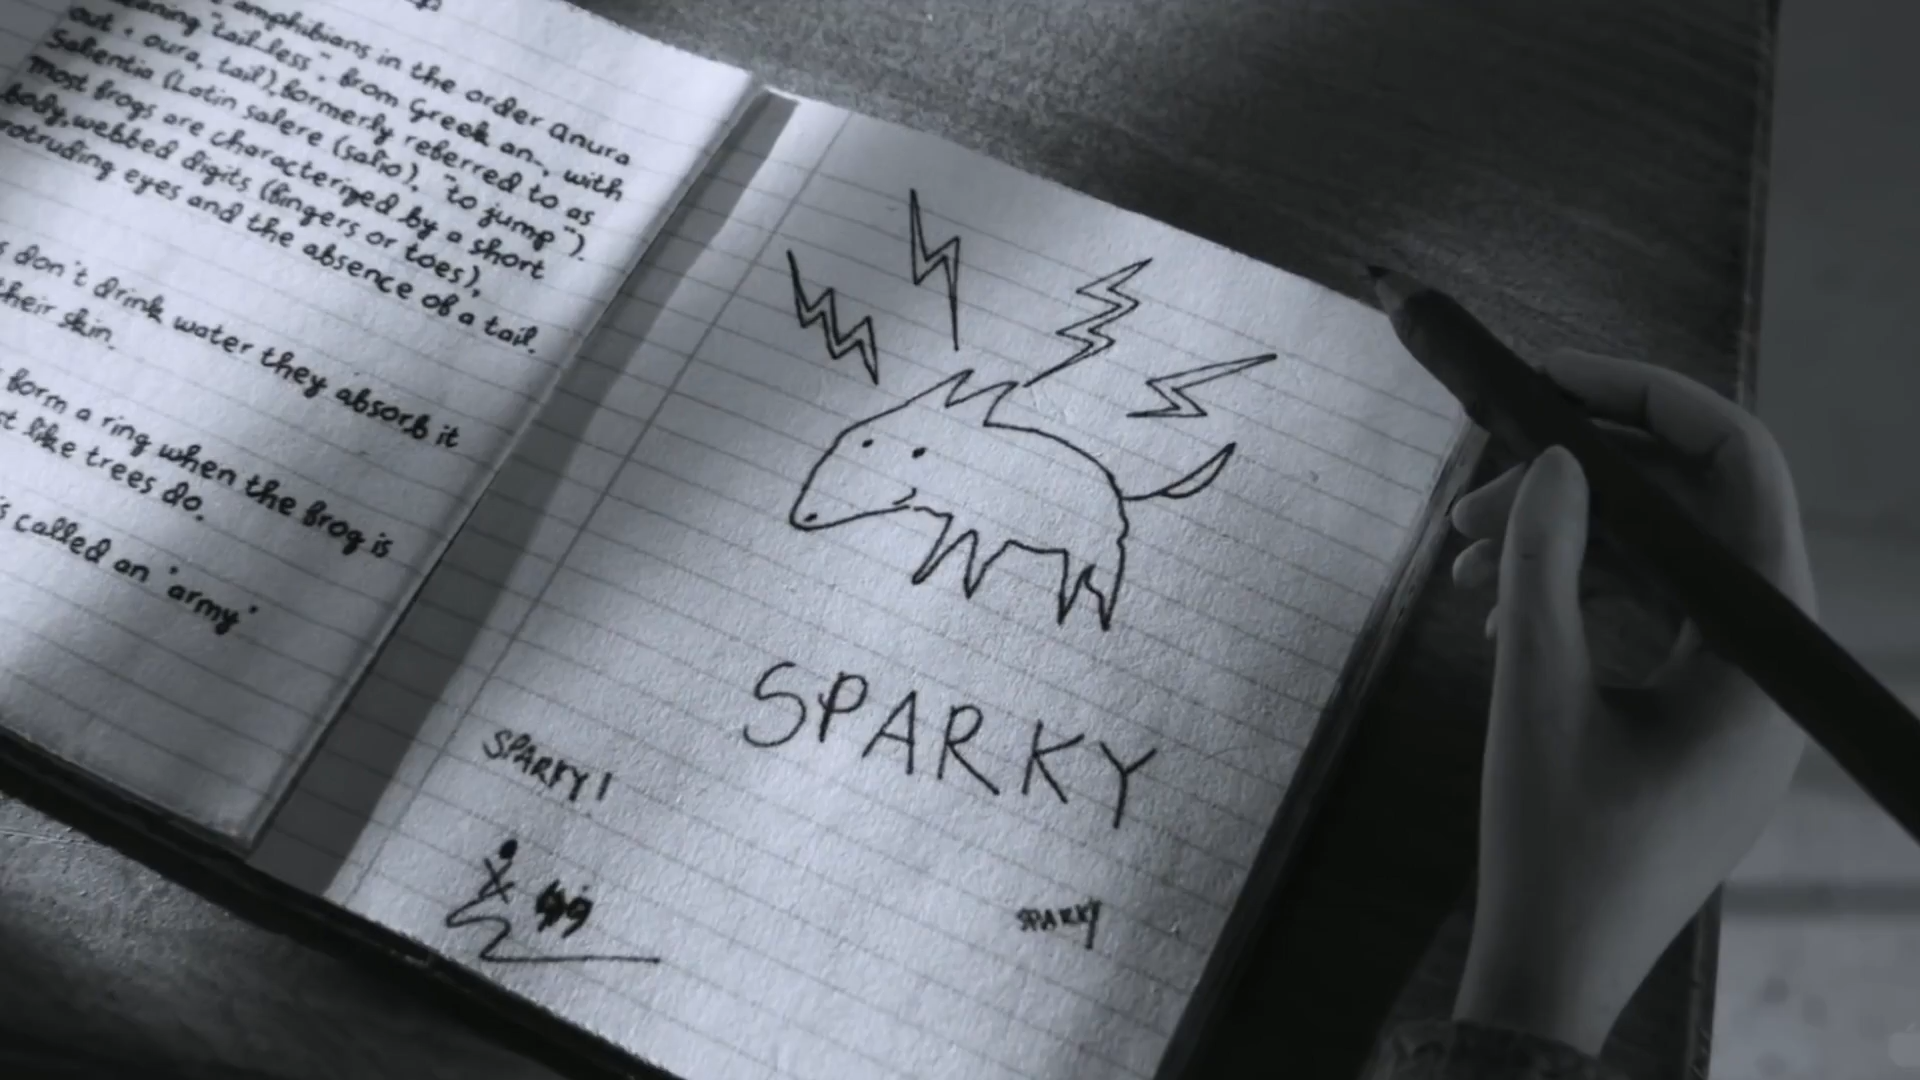 amphibians in the order anura
"tail-less", from Greek an-, with
out + oura, tail), formerly referred to as
Salientia (Latin salere (salio), "to jump").
most frogs are characterized by a short
body, webbed digits (fingers or toes),
protruding eyes and the absence of a tail.
don't drink water they absorb it
their skin.
form a ring when the frog is
like trees do.
called an "army"
SPARKY
SPARKY!
SPARKY